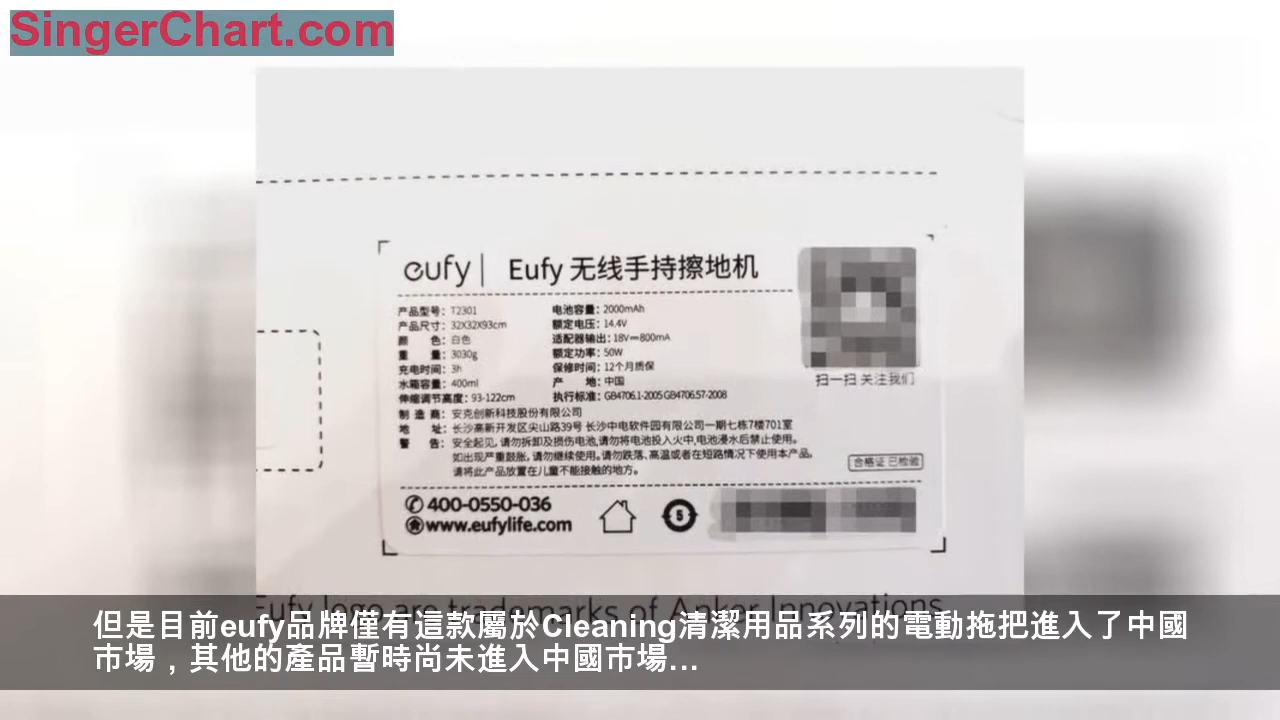 SingerChart.com
eufy | Eufy 无线手持擦地机
产品型号：T2301
产品尺寸：32X32X93cm
颜　　色：白色
重　　量：3030g
充电时间：3h
水箱容量：400ml
伸缩调节高度：93-122cm
电池容量：2000mAh
额定电压：14.4V
适配器输出：18V⎓800mA
额定功率：50W
保修时间：12个月质保
产　　地：中国
执行标准：GB4706.1-2005 GB4706.57-2008
扫一扫 关注我们
制 造 商：安克创新科技股份有限公司
地　　址：长沙高新开发区尖山路39号 长沙中电软件园有限公司一期七栋7楼701室
警　　告：安全起见,请勿拆卸及损伤电池,请勿将电池投入火中,电池浸水后禁止使用。
如出现严重鼓胀,请勿继续使用。请勿跌落、高温或者在短路情况下使用本产品。
请将此产品放置在儿童不能接触的地方。
合格证 已检验
400-0550-036
www.eufylife.com
5
Eufy logo are trademarks of Anker Innovations
但是目前eufy品牌僅有這款屬於Cleaning清潔用品系列的電動拖把進入了中國
市場，其他的產品暫時尚未進入中國市場...